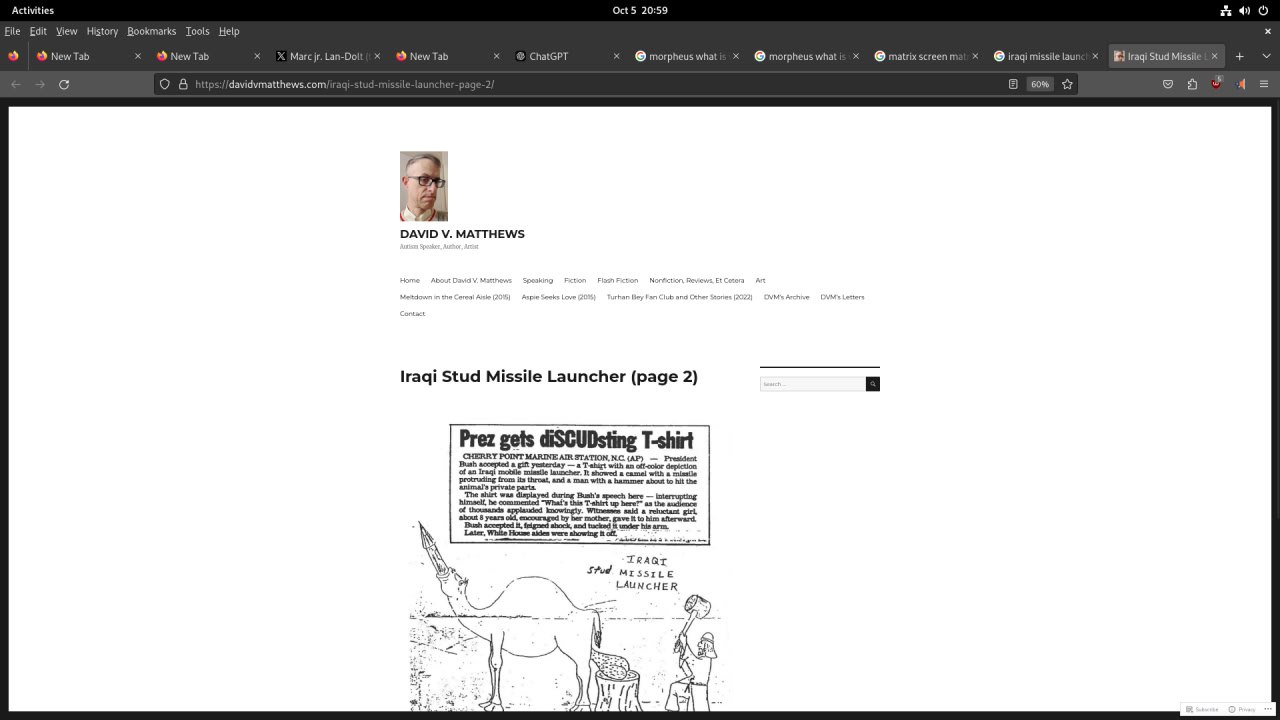 Activities
Oct 5 20:59
File Edit View History Bookmarks Tools Help
New Tab
New Tab
Marc jr. Lan-Dolt (
New Tab
ChatGPT
morpheus what is
morpheus what is
matrix screen mat
iraqi missile launch
Iraqi Stud Missile L
https://davidvmatthews.com/iraqi-stud-missile-launcher-page-2/
60%
6
DAVID V. MATTHEWS
Autism Speaker, Author, Artist
Home About David V. Matthews Speaking Fiction Flash Fiction Nonfiction, Reviews, Et Cetera Art
Meltdown in the Cereal Aisle (2015) Aspie Seeks Love (2015) Turhan Bey Fan Club and Other Stories (2022) DVM's Archive DVM's Letters
Contact
Iraqi Stud Missile Launcher (page 2)
Search …
Prez gets diSCUDsting T-shirt
CHERRY POINT MARINE AIR STATION, N.C. (AP) — President
Bush accepted a gift yesterday — a T-shirt with an off-color depiction
of an Iraqi mobile missile launcher. It showed a camel with a missile
protruding from its throat, and a man with a hammer about to hit the
animal's private parts.
The shirt was displayed during Bush's speech here — interrupting
himself, he commented "What's this T-shirt up here?" as the audience
of thousands applauded knowingly. Witnesses said a reluctant girl,
about 8 years old, encouraged by her mother, gave it to him afterward.
Bush accepted it, feigned shock, and tucked it under his arm.
Later, White House aides were showing it off.
IRAQI
Stud MISSILE
LAUNCHER
Subscribe Privacy